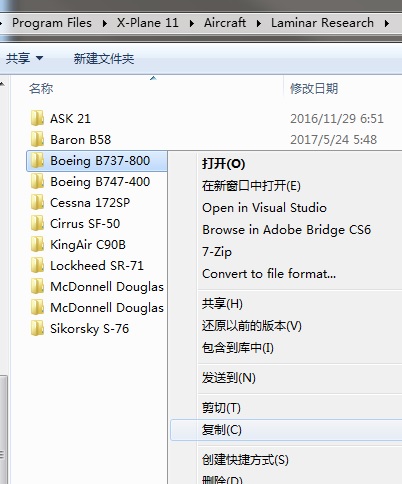 Program Files X-Plane 11 Aircraft Laminar Research
共享 新建文件夹
名称 修改日期
ASK 21 2016/11/29 6:51
Baron B58 2017/5/24 5:48
Boeing B737-800
Boeing B747-400
Cessna 172SP
Cirrus SF-50
KingAir C90B
Lockheed SR-71
McDonnell Douglas
McDonnell Douglas
Sikorsky S-76
打开(O)
在新窗口中打开(E)
Open in Visual Studio
Browse in Adobe Bridge CS6
7-Zip
Convert to file format...
共享(H)
还原以前的版本(V)
包含到库中(I)
发送到(N)
剪切(T)
复制(C)
创建快捷方式(S)
删除(D)